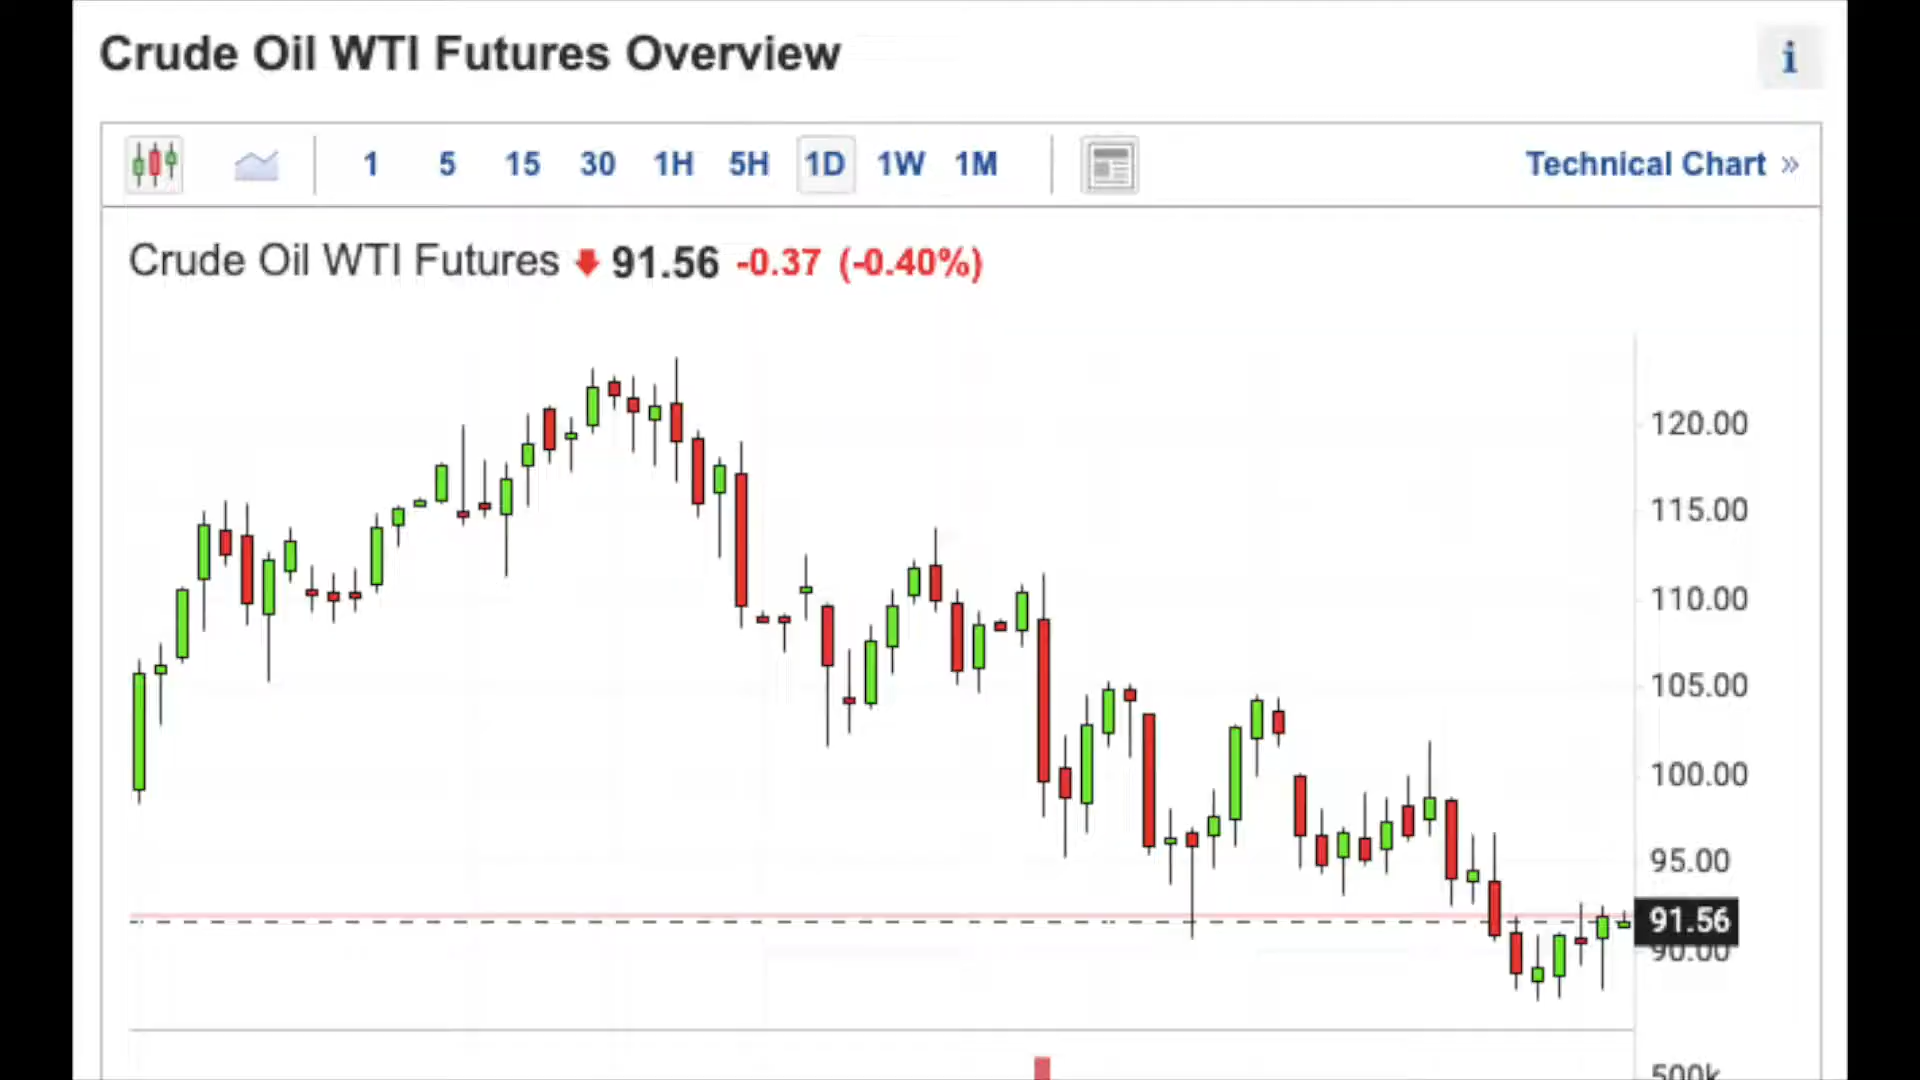 Crude Oil WTI Futures Overview
i
1 5 15 30 1H 5H 1D 1W 1M Technical Chart »
Crude Oil WTI Futures 91.56 -0.37 (-0.40%)
120.00
115.00
110.00
105.00
100.00
95.00
91.56
90.00
500k